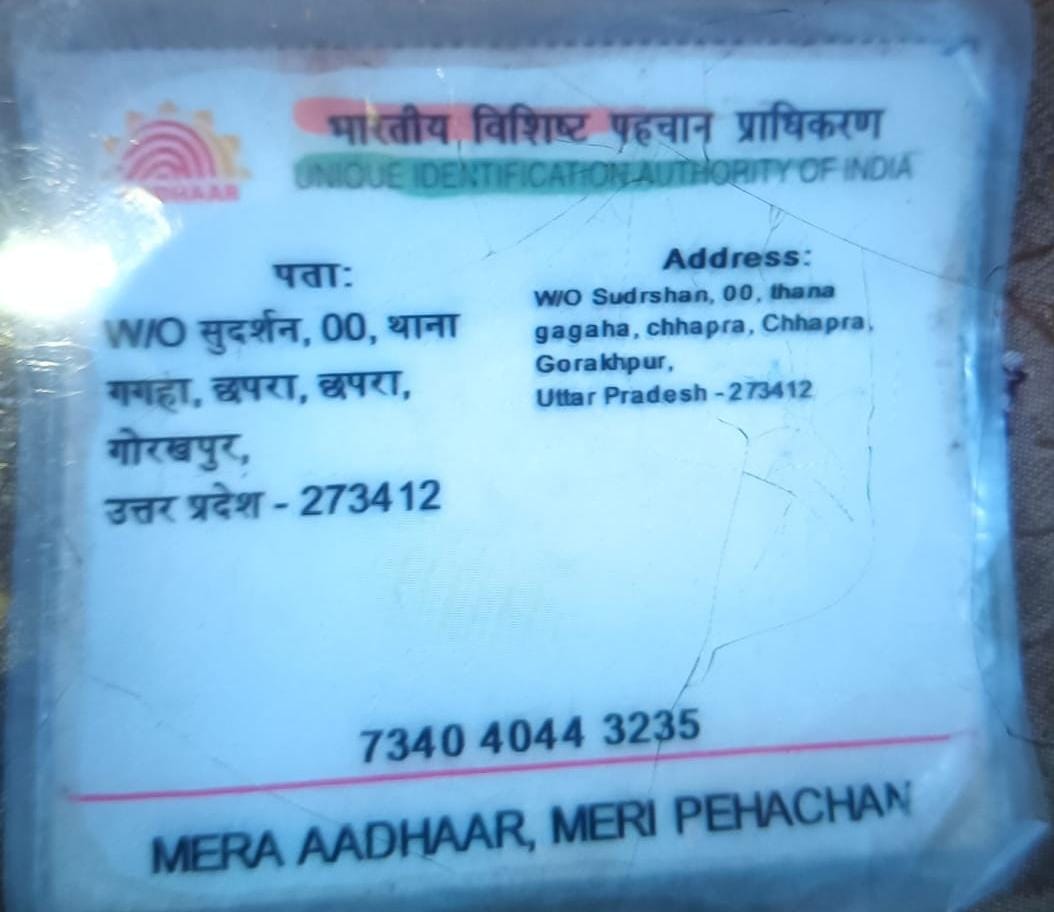 भारतीय विशिष्ट पहचान प्राधिकरण
UNIQUE IDENTIFICATION AUTHORITY OF INDIA
पता:
W/O सुदर्शन, 00, थाना
गगहा, छपरा, छपरा,
गोरखपुर,
उत्तर प्रदेश - 273412
Address:
W/O Sudrshan, 00, thana
gagaha, chhapra, Chhapra,
Gorakhpur,
Uttar Pradesh - 273412
7340 4044 3235
MERA AADHAAR, MERI PEHACHAN